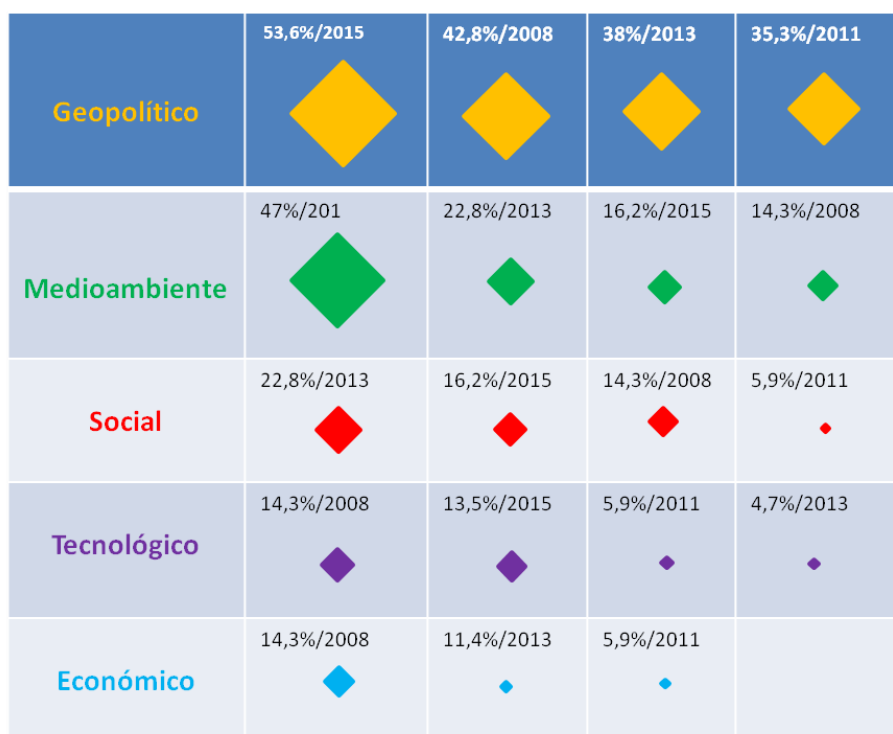 53,6%/2015 42,8%/2008 38%/2013 35,3%/2011
Geopolítico
47%/201 22,8%/2013 16,2%/2015 14,3%/2008
Medioambiente
22,8%/2013 16,2%/2015 14,3%/2008 5,9%/2011
Social
14,3%/2008 13,5%/2015 5,9%/2011 4,7%/2013
Tecnológico
14,3%/2008 11,4%/2013 5,9%/2011
Económico